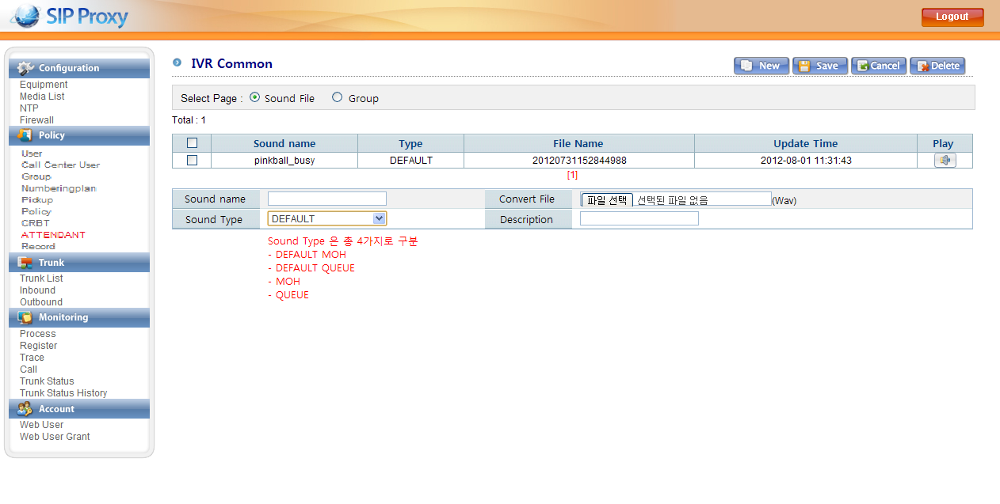 SIP Proxy
Logout
Configuration
Equipment
Media List
NTP
Firewall
Policy
User
Call Center User
Group
Numberingplan
Pickup
Policy
CRBT
ATTENDANT
Record
Trunk
Trunk List
Inbound
Outbound
Monitoring
Process
Register
Trace
Call
Trunk Status
Trunk Status History
Account
Web User
Web User Grant
IVR Common
New Save Cancel Delete
Select Page : Sound File Group
Total : 1
Sound name Type File Name Update Time Play
pinkball_busy DEFAULT 20120731152844988 2012-08-01 11:31:43
[1]
Sound name Convert File 파일 선택 선택된 파일 없음 (Wav)
Sound Type DEFAULT Description
Sound Type 은 총 4가지로 구분
- DEFAULT MOH
- DEFAULT QUEUE
- MOH
- QUEUE